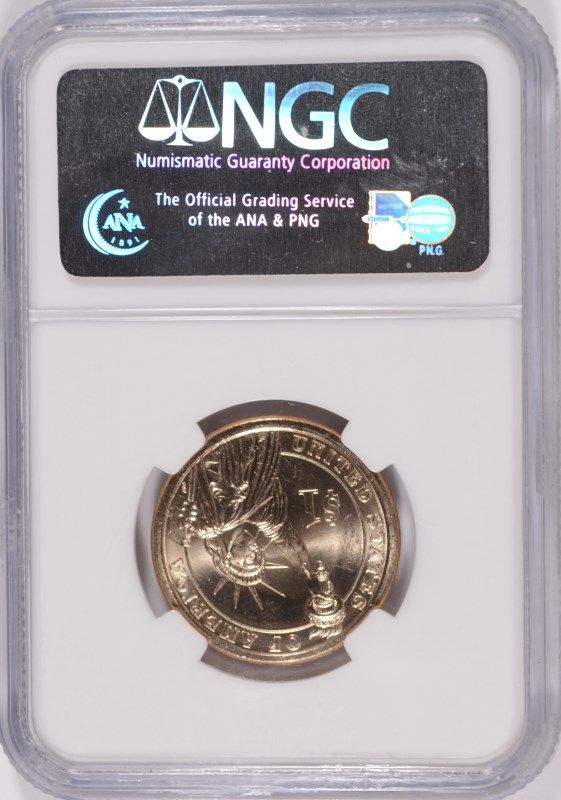 NGC
Numismatic Guaranty Corporation
The Official Grading Service
of the ANA & PNG
ANA
1891
P.N.G.
UNITED STATES OF AMERICA
$1